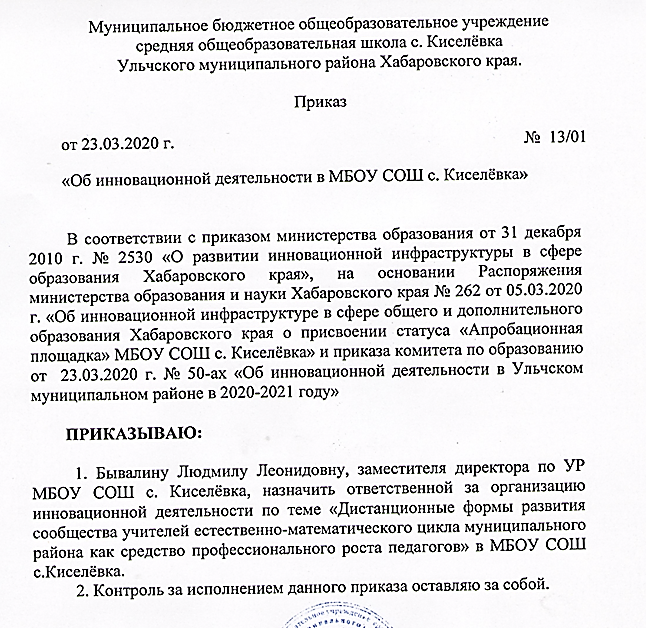 Муниципальное бюджетное общеобразовательное учреждение
средняя общеобразовательная школа с. Киселёвка
Ульчского муниципального района Хабаровского края.
Приказ
от 23.03.2020 г. № 13/01
«Об инновационной деятельности в МБОУ СОШ с. Киселёвка»
В соответствии с приказом министерства образования от 31 декабря
2010 г. № 2530 «О развитии инновационной инфраструктуры в сфере
образования Хабаровского края», на основании Распоряжения
министерства образования и науки Хабаровского края № 262 от 05.03.2020
г. «Об инновационной инфраструктуре в сфере общего и дополнительного
образования Хабаровского края о присвоении статуса «Апробационная
площадка» МБОУ СОШ с. Киселёвка» и приказа комитета по образованию
от 23.03.2020 г. № 50-ах «Об инновационной деятельности в Ульчском
муниципальном районе в 2020-2021 году»
ПРИКАЗЫВАЮ:
1. Бывалину Людмилу Леонидовну, заместителя директора по УР
МБОУ СОШ с. Киселёвка, назначить ответственной за организацию
инновационной деятельности по теме «Дистанционные формы развития
сообщества учителей естественно-математического цикла муниципального
района как средство профессионального роста педагогов» в МБОУ СОШ
с.Киселёвка.
2. Контроль за исполнением данного приказа оставляю за собой.